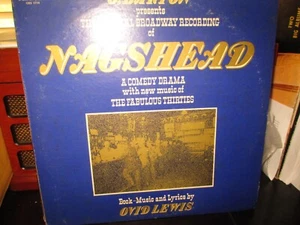 presents
BROADWAY RECORDING
of
NAGSHEAD
A COMEDY DRAMA
with new music of
THE FABULOUS THIRTIES
Book-Music and Lyrics by
OVID LEWIS